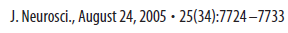 J. Neurosci., August 24, 2005 • 25(34):7724–7733